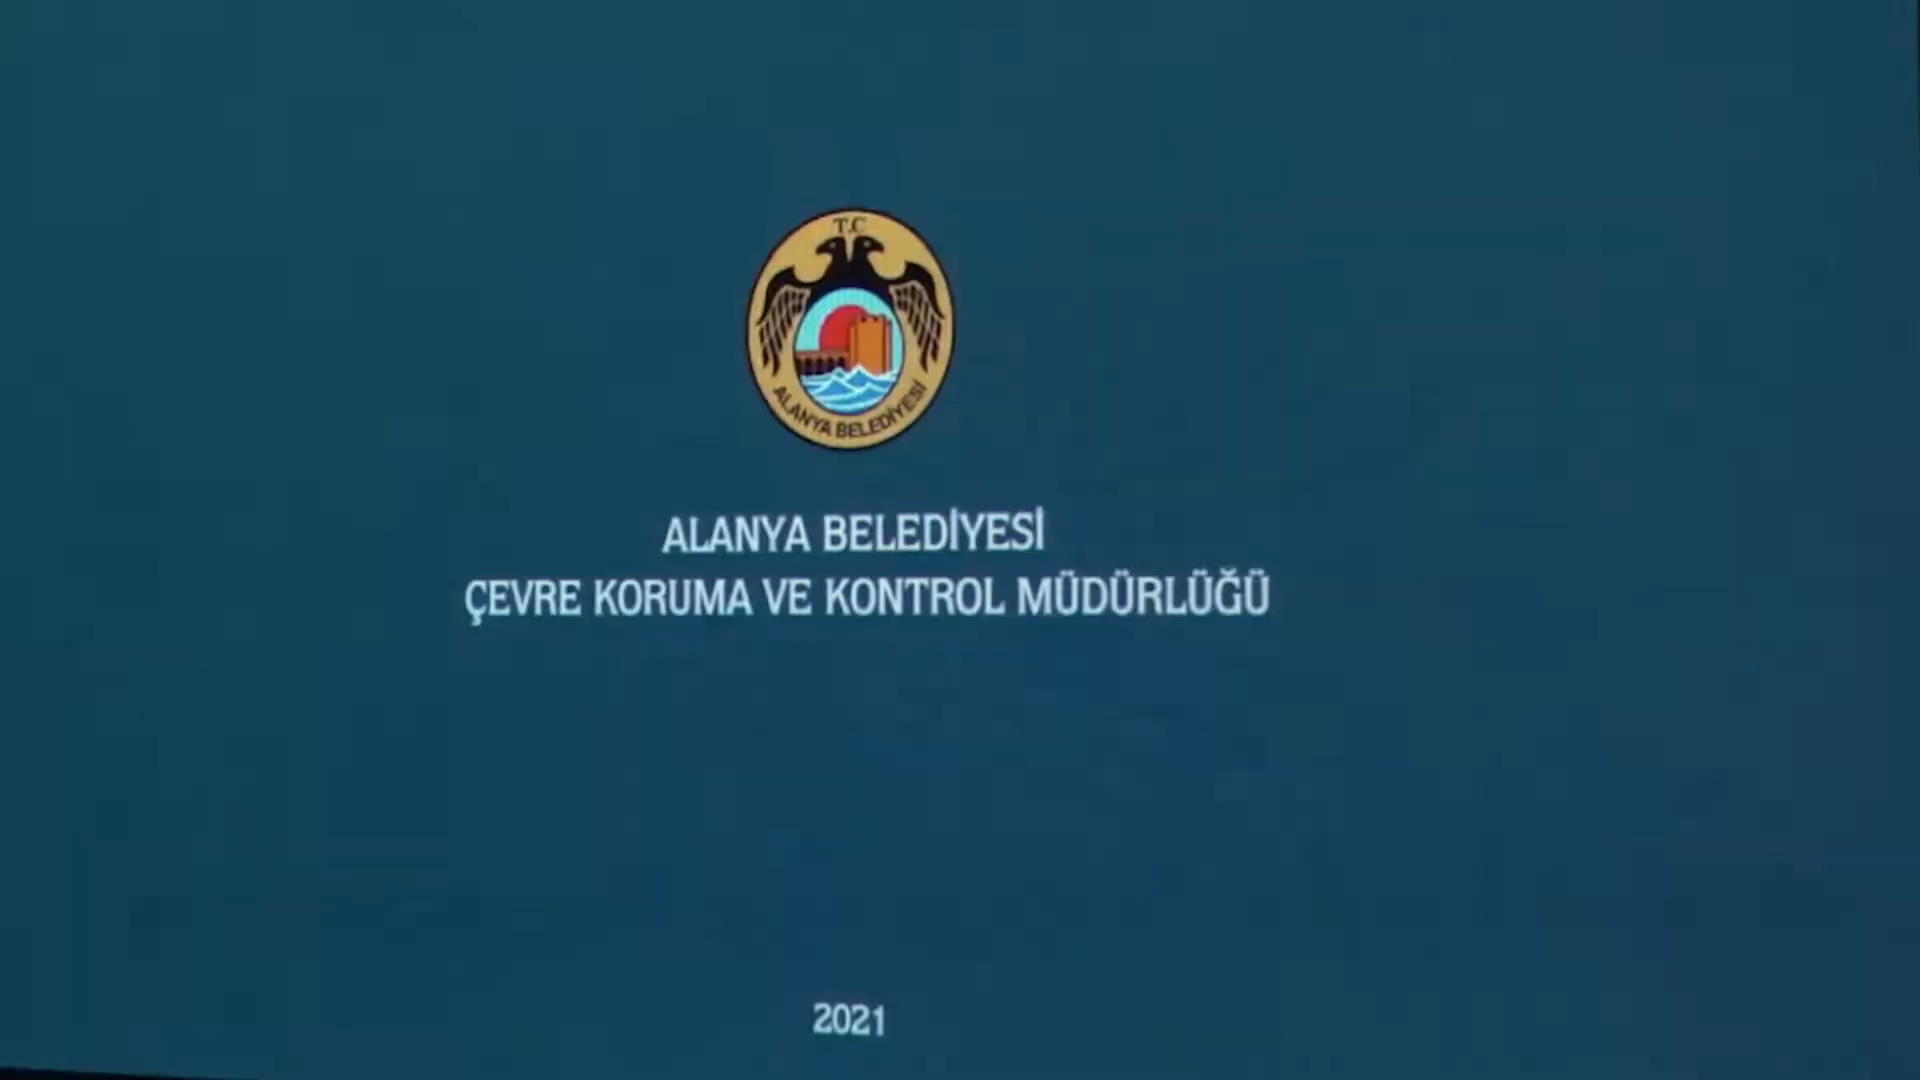 T.C
ALANYA BELEDİYESİ
ALANYA BELEDİYESİ
ÇEVRE KORUMA VE KONTROL MÜDÜRLÜĞÜ
2021